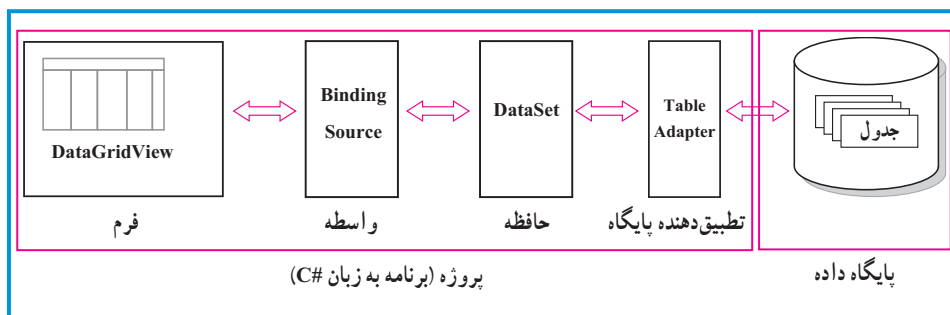 DataGridView
Binding
Source
DataSet
Table
Adapter
جدول
فرم
واسطه
حافظه
تطبیق‌دهنده پایگاه
پروژه (برنامه به زبان C#)
پایگاه داده